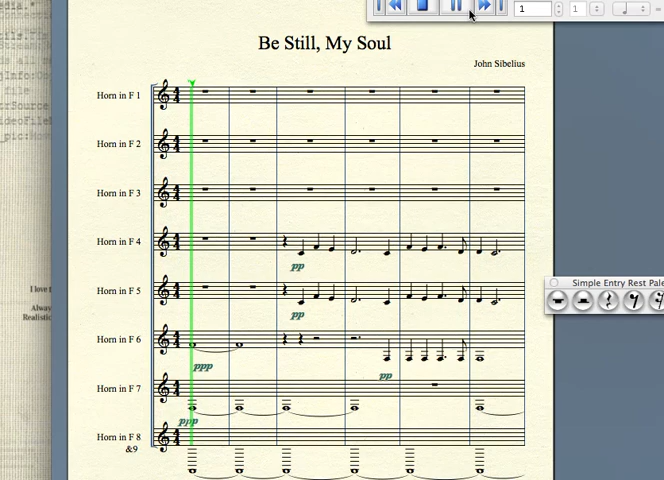 1
1
Be Still, My Soul
John Sibelius
Horn in F 1
Horn in F 2
Horn in F 3
Horn in F 4
pp
Simple Entry Rest Pale
Horn in F 5
pp
I love
Alway
Realistic
Horn in F 6
ppp
pp
Horn in F 7
ppp
Horn in F 8
&9